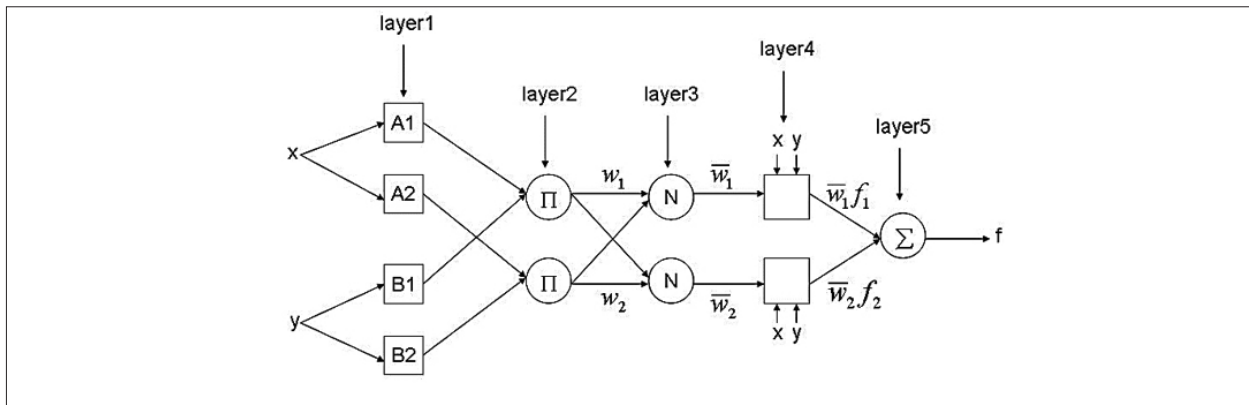 layer1
layer2
layer3
layer4
layer5
x
A1
A2
y
B1
B2
Π
Π
w₁
w₂
N
N
w̅₁
w̅₂
x y
x y
w̅₁f₁
w̅₂f₂
Σ
f